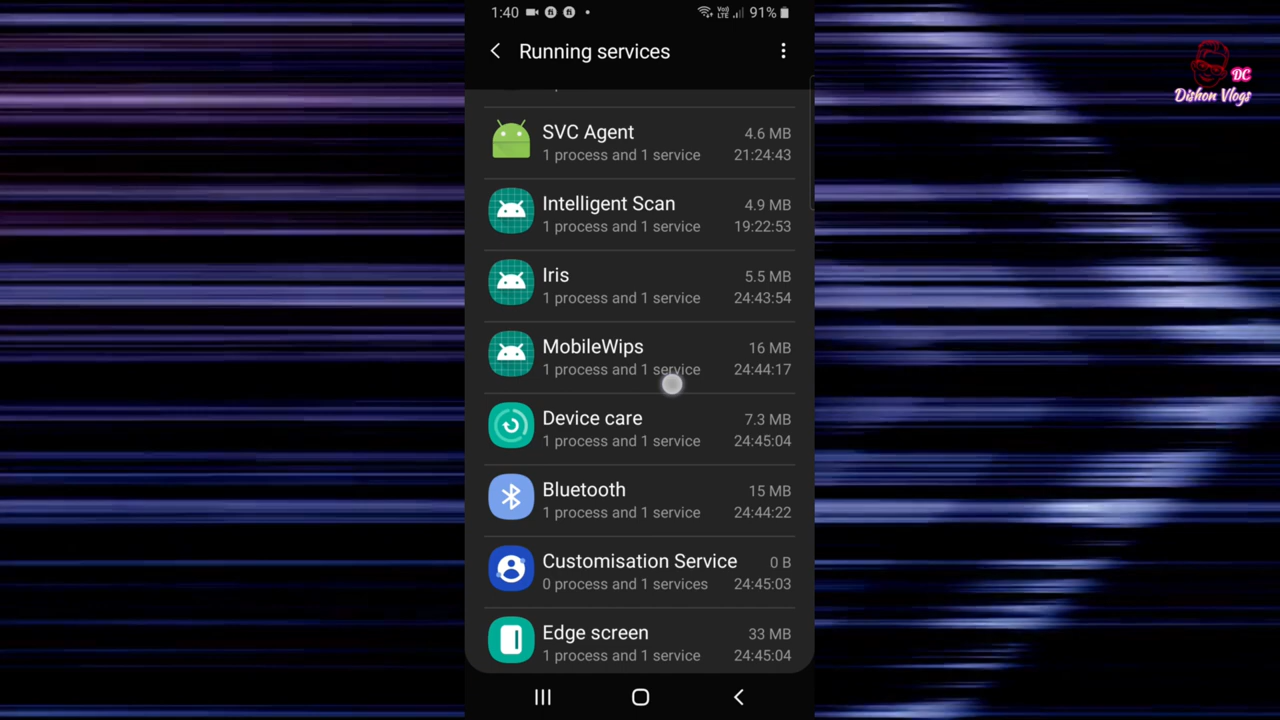 1:40
VoI) LTE 91%
Running services
DC
Dishon Vlogs
SVC Agent 4.6 MB
1 process and 1 service 21:24:43
Intelligent Scan 4.9 MB
1 process and 1 service 19:22:53
Iris 5.5 MB
1 process and 1 service 24:43:54
MobileWips 16 MB
1 process and 1 service 24:44:17
Device care 7.3 MB
1 process and 1 service 24:45:04
Bluetooth 15 MB
1 process and 1 service 24:44:22
Customisation Service 0 B
0 process and 1 services 24:45:03
Edge screen 33 MB
1 process and 1 service 24:45:04